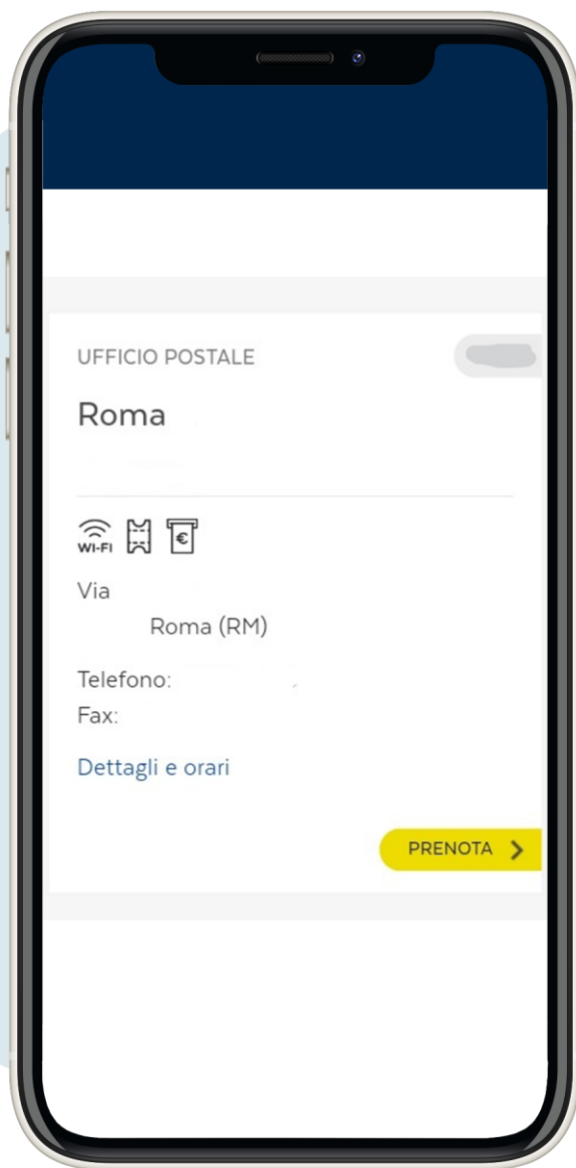 UFFICIO POSTALE
Roma
WI-FI
€
Via
Roma (RM)
Telefono:
Fax:
Dettagli e orari
PRENOTA